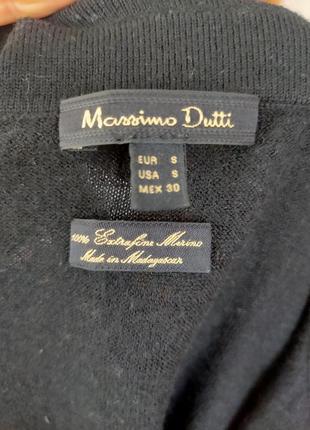 Massimo Dutti
EUR S
USA S
MEX 30
100% Extrafine Merino
Made in Madagascar